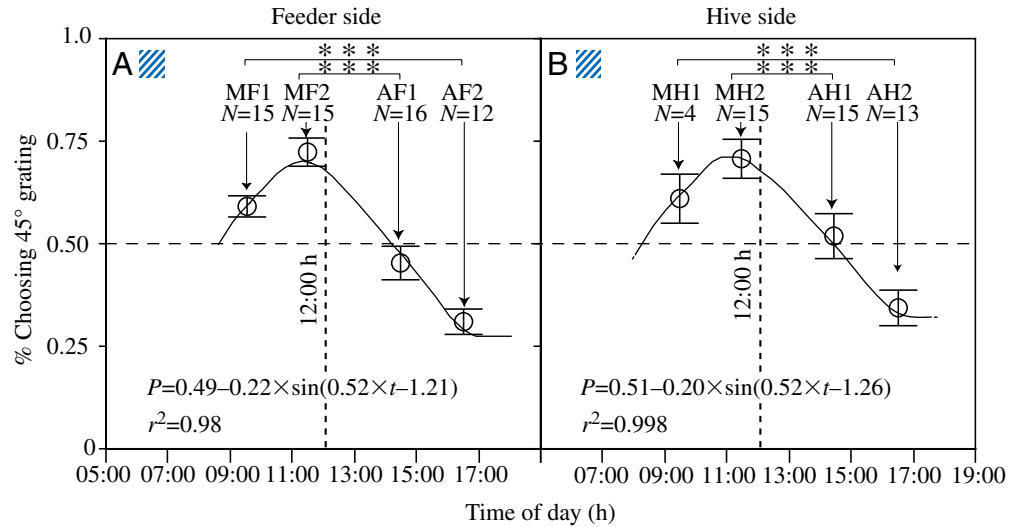 Feeder side
Hive side
% Choosing 45° grating
1.0
0.75
0.50
0.25
0
A
* * *
* * *
MF1 MF2 AF1 AF2
N=15 N=15 N=16 N=12
12:00 h
P=0.49–0.22×sin(0.52×t–1.21)
r²=0.98
B
* * *
* * *
MH1 MH2 AH1 AH2
N=4 N=15 N=15 N=13
12:00 h
P=0.51–0.20×sin(0.52×t–1.26)
r²=0.998
05:00 07:00 09:00 11:00 13:00 15:00 17:00 07:00 09:00 11:00 13:00 15:00 17:00 19:00
Time of day (h)